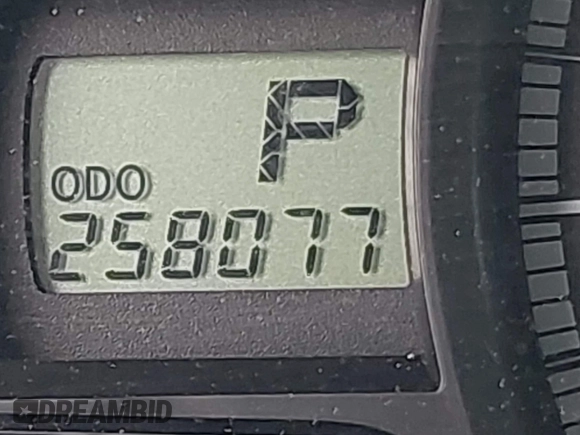 P
ODO
258077
DREAMBID